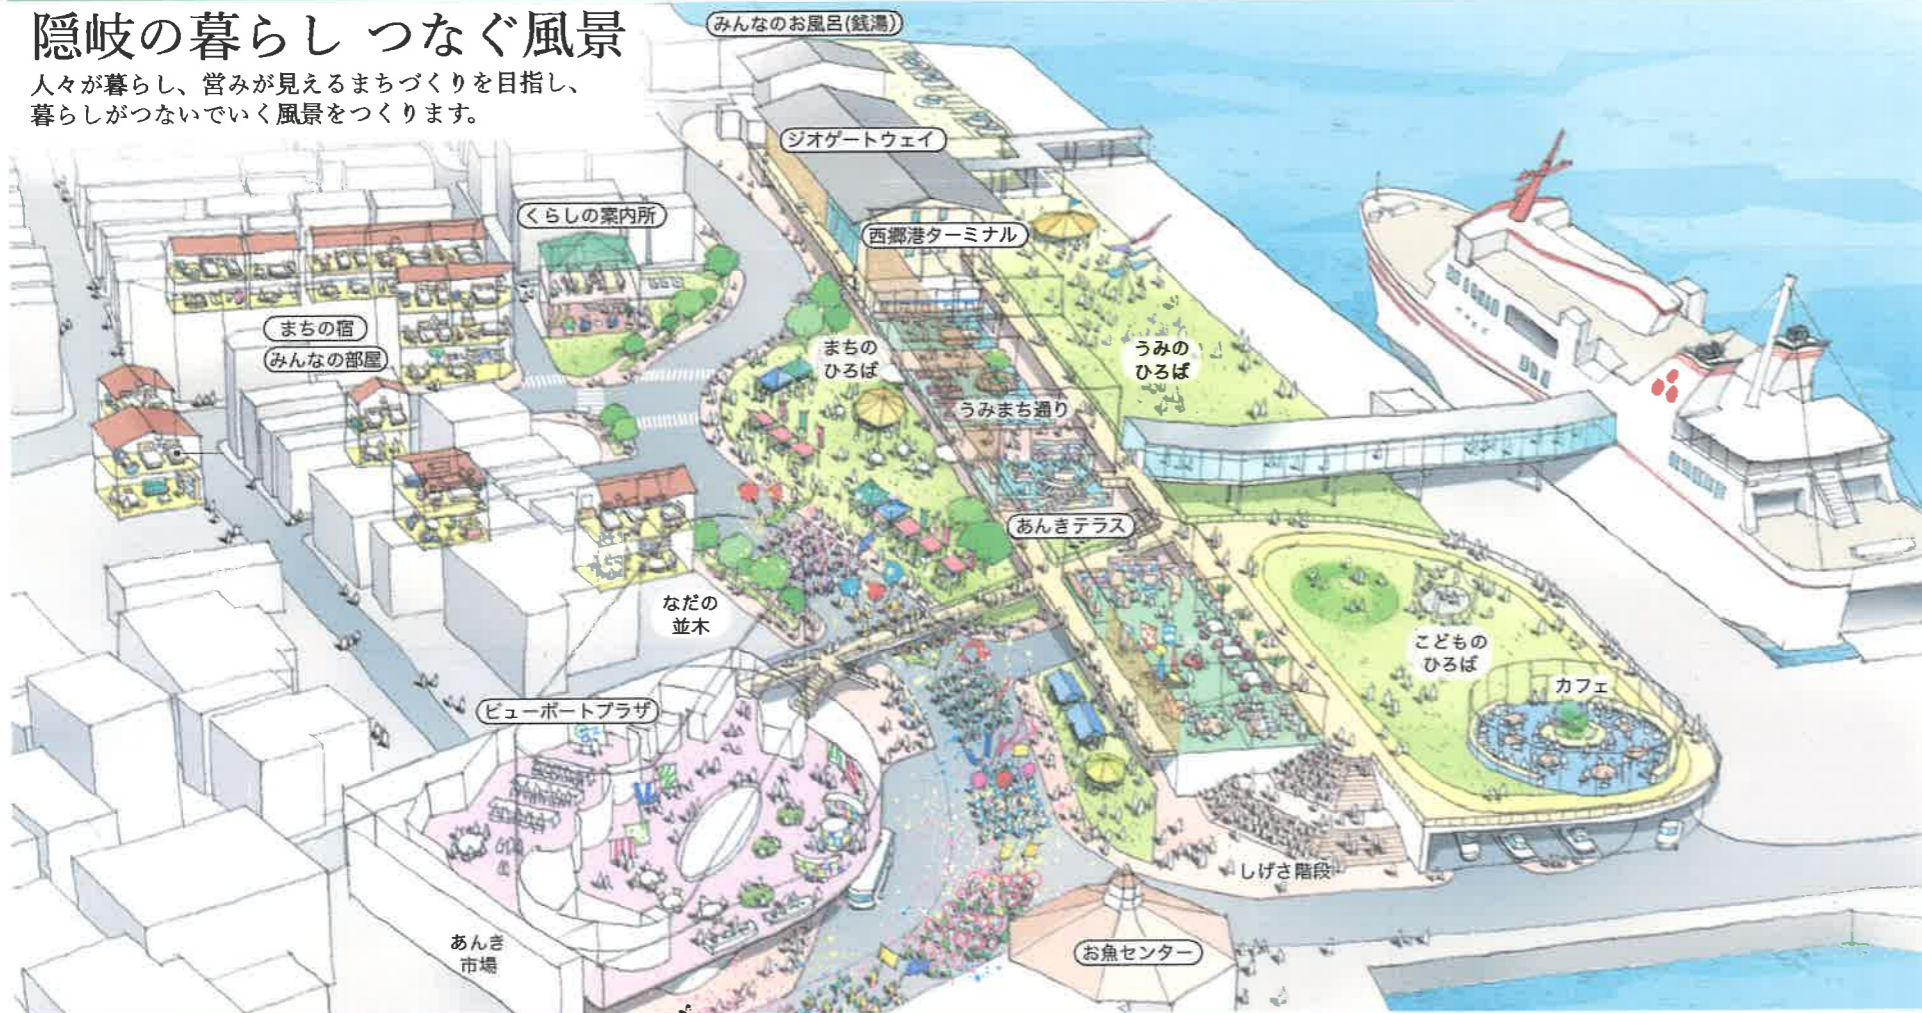 隠岐の暮らし つなぐ風景
人々が暮らし、営みが見えるまちづくりを目指し、
暮らしがつないでいく風景をつくります。
みんなのお風呂(銭湯)
ジオゲートウェイ
くらしの案内所
西郷港ターミナル
まちの宿
みんなの部屋
まちの
ひろば
うみの
ひろば
うみまち通り
あんきテラス
なだの
並木
こどもの
ひろば
カフェ
ビューポートプラザ
しげさ階段
あんき
市場
お魚センター